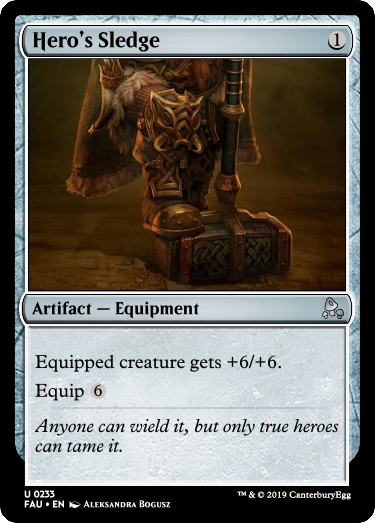 Hero's Sledge 1
Artifact — Equipment
Equipped creature gets +6/+6.
Equip 6
Anyone can wield it, but only true heroes
can tame it.
U 0233
FAU • EN Aleksandra Bogusz
™ & © 2019 CanterburyEgg